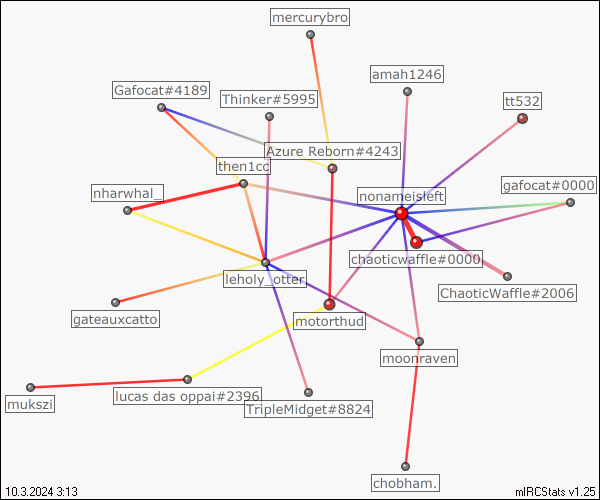 mercurybro
amah1246
Gafocat#4189
Thinker#5995
tt532
Azure Reborn#4243
then1cc
nharwhal_
nonameisleft
gafocat#0000
chaoticwaffle#0000
leholy_otter
ChaoticWaffle#2006
gateauxcatto
motorthud
moonraven
mukszi
lucas das oppai#2396
TripleMidget#8824
chobham.
10.3.2024 3:13
mIRCStats v1.25